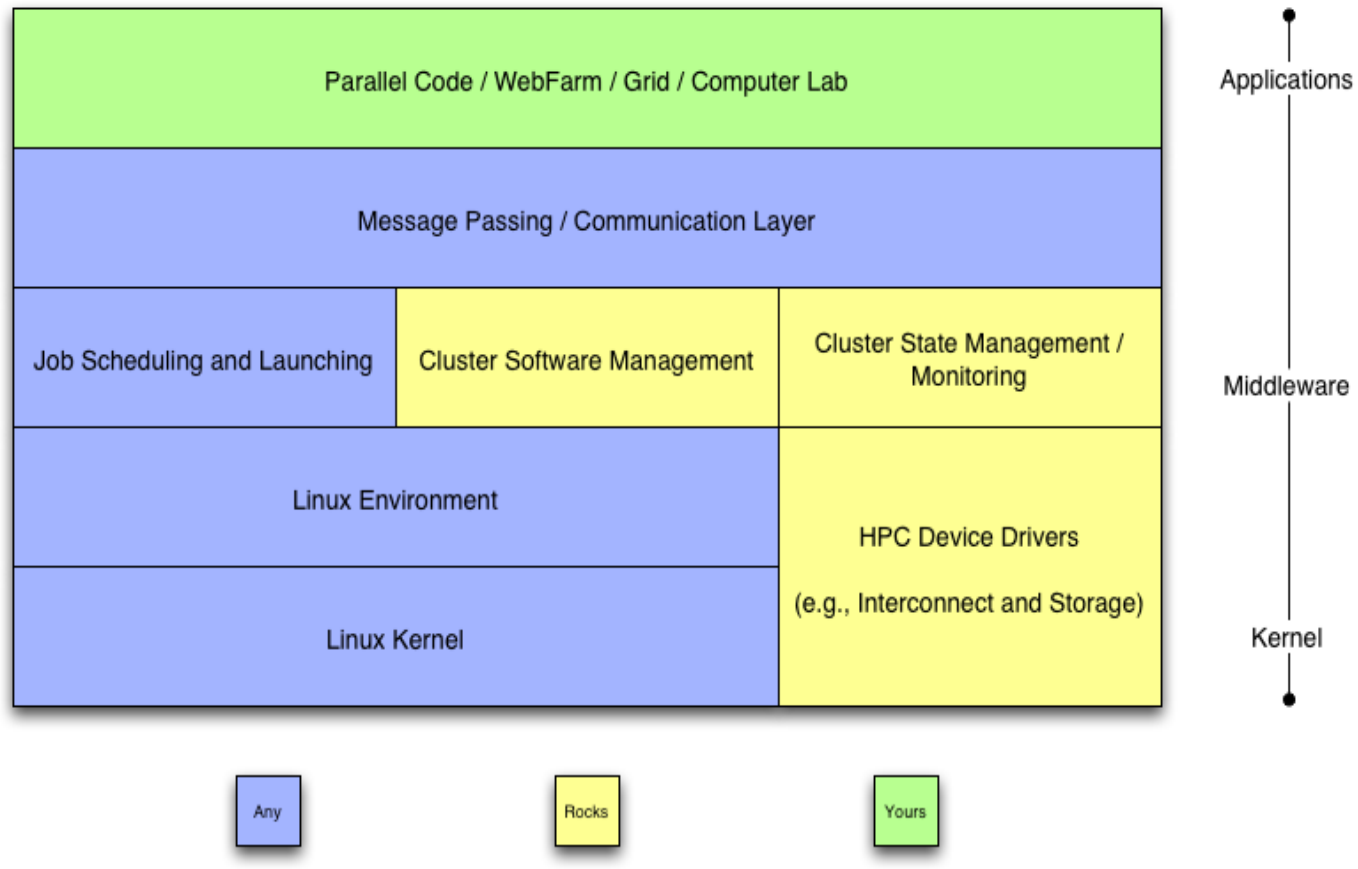 Parallel Code / WebFarm / Grid / Computer Lab
Applications
Message Passing / Communication Layer
Job Scheduling and Launching
Cluster Software Management
Cluster State Management /
Monitoring
Middleware
Linux Environment
HPC Device Drivers
(e.g., Interconnect and Storage)
Linux Kernel
Kernel
Any
Rocks
Yours